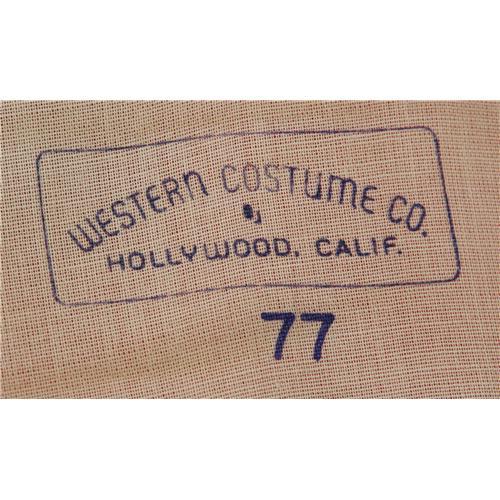 WESTERN COSTUME CO.
HOLLYWOOD, CALIF.
77